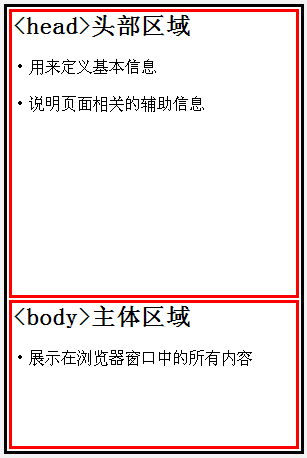 <head>头部区域
·用来定义基本信息
·说明页面相关的辅助信息
<body>主体区域
·展示在浏览器窗口中的所有内容